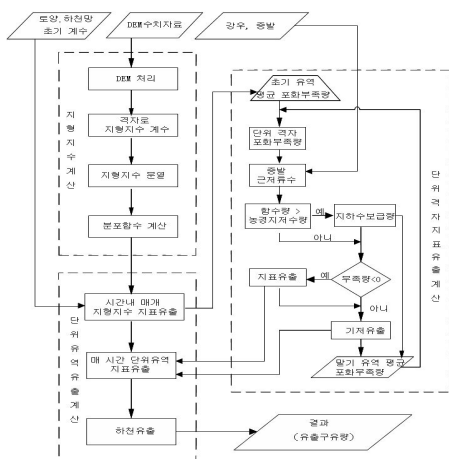 토양,하천망
초기 계수
DEM수치자료
강우, 증발
DEM 처리
격자로
지형지수 계수
지형지수 분열
분포함수 계산
지형지수계산
초기 유역
평균 포화부족량
단위 격자
포화부족량
증발
근저류수
함수량 >
농경지저수량
예
지하수보급량
아니
부족량<0
예
지표유출
아니
기저유출
말기 유역 평균
포화부족량
단위격자지표유출계산
시간내 매개
지형지수 지표유출
매 시간 단위유역
지표유출
하천유출
단위유역유출계산
결과
(유출구유량)